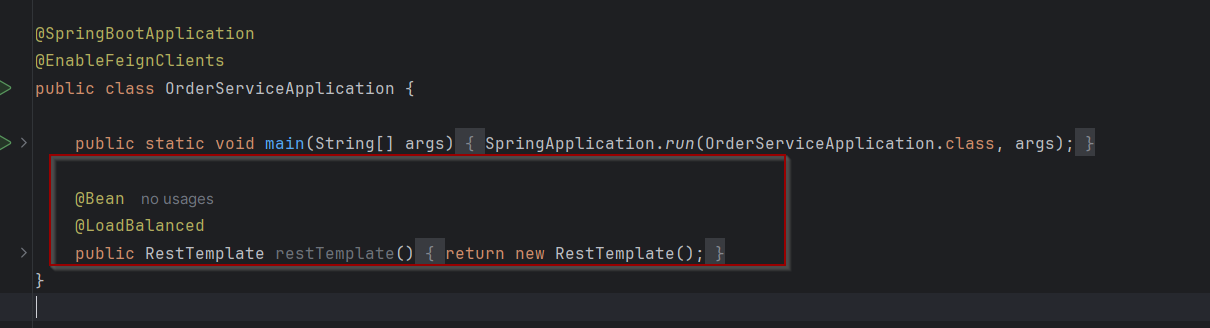 @SpringBootApplication
@EnableFeignClients
public class OrderServiceApplication {
public static void main(String[] args) { SpringApplication.run(OrderServiceApplication.class, args); }
@Bean no usages
@LoadBalanced
public RestTemplate restTemplate() { return new RestTemplate(); }
}